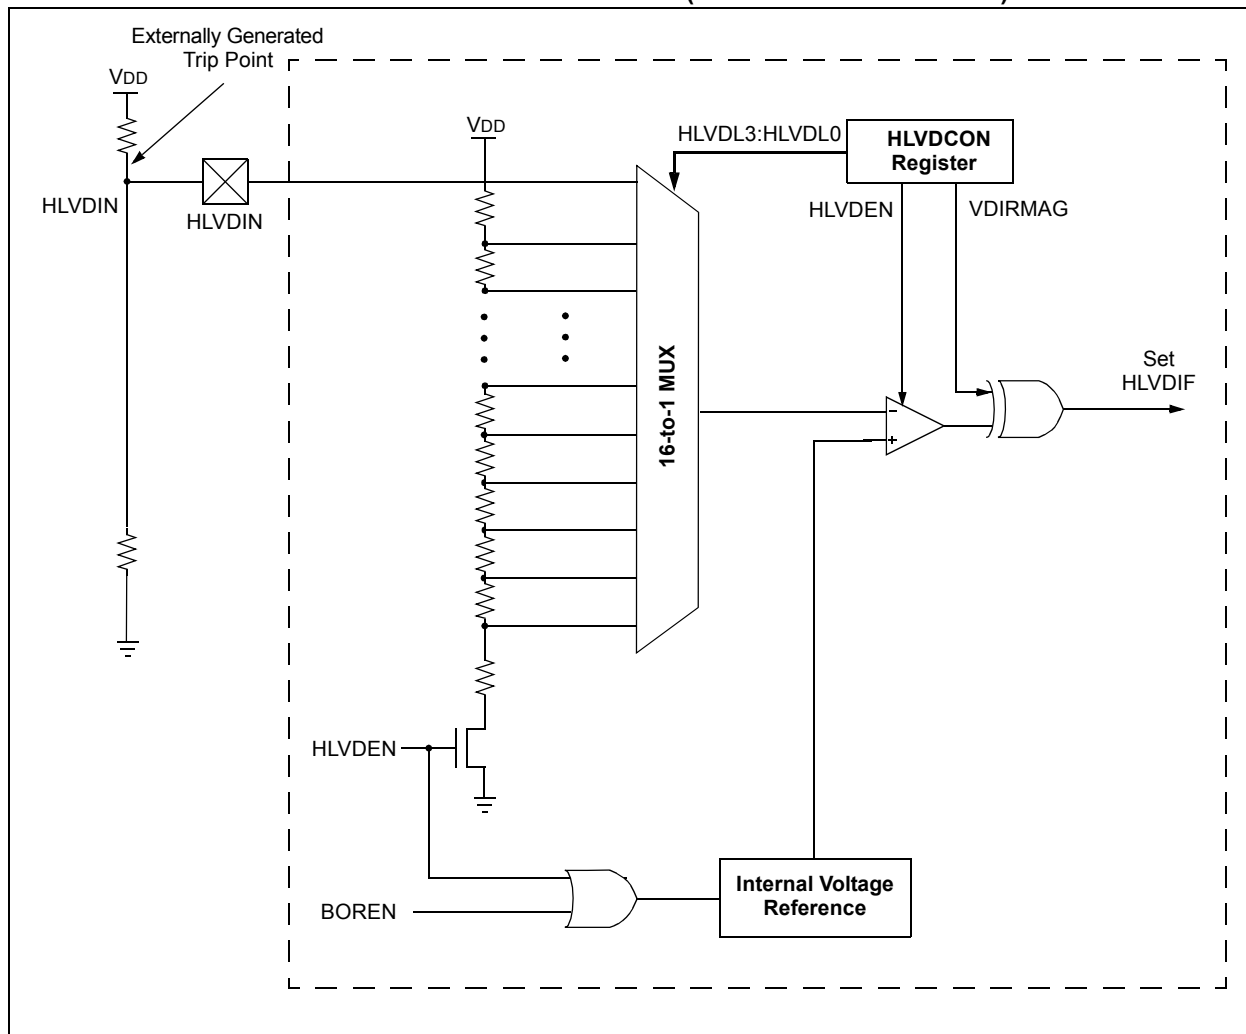 Externally Generated
Trip Point
VDD
VDD
HLVDL3:HLVDL0
HLVDCON
Register
HLVDIN
HLVDIN
HLVDEN
VDIRMAG
16-to-1 MUX
Set
HLVDIF
–
+
HLVDEN
BOREN
Internal Voltage
Reference